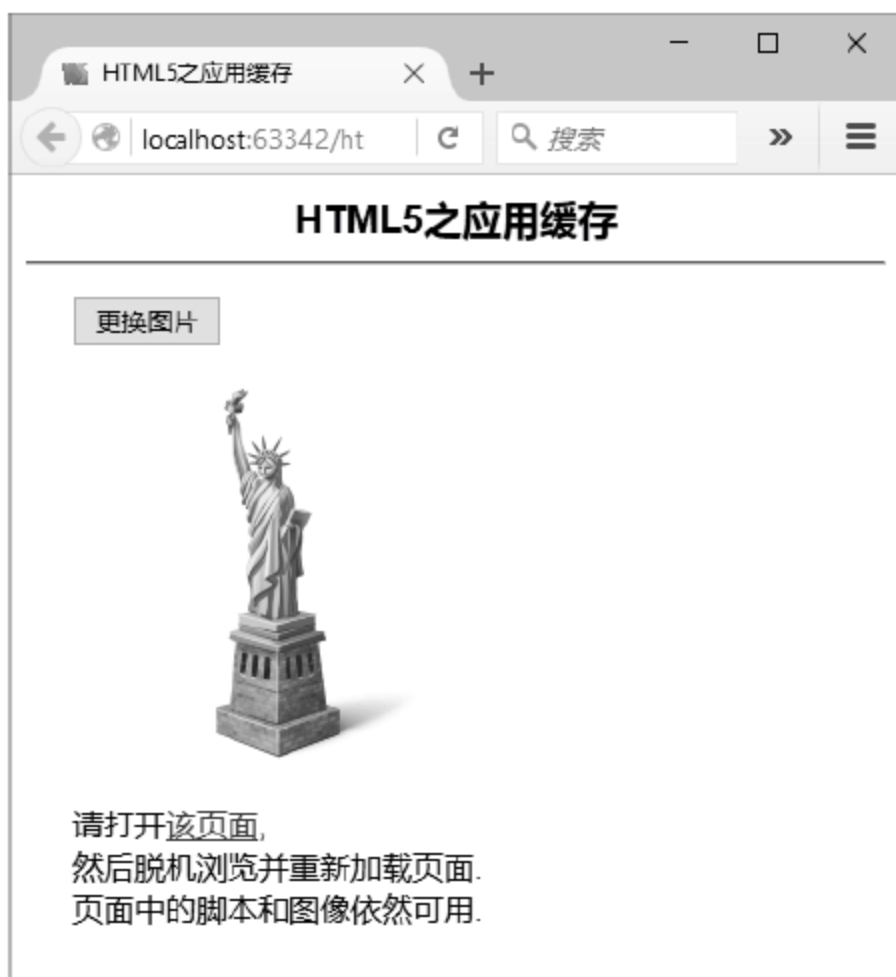 HTML5之应用缓存
localhost:63342/ht
搜索
HTML5之应用缓存
更换图片
请打开该页面,
然后脱机浏览并重新加载页面.
页面中的脚本和图像依然可用.